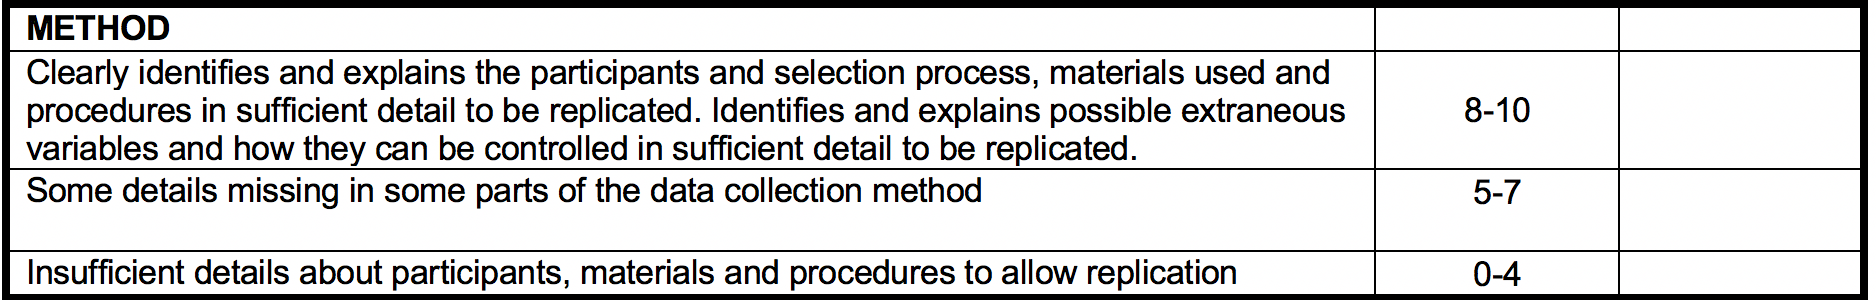 METHOD
Clearly identifies and explains the participants and selection process, materials used and
procedures in sufficient detail to be replicated. Identifies and explains possible extraneous
variables and how they can be controlled in sufficient detail to be replicated.
8-10
Some details missing in some parts of the data collection method
5-7
Insufficient details about participants, materials and procedures to allow replication
0-4